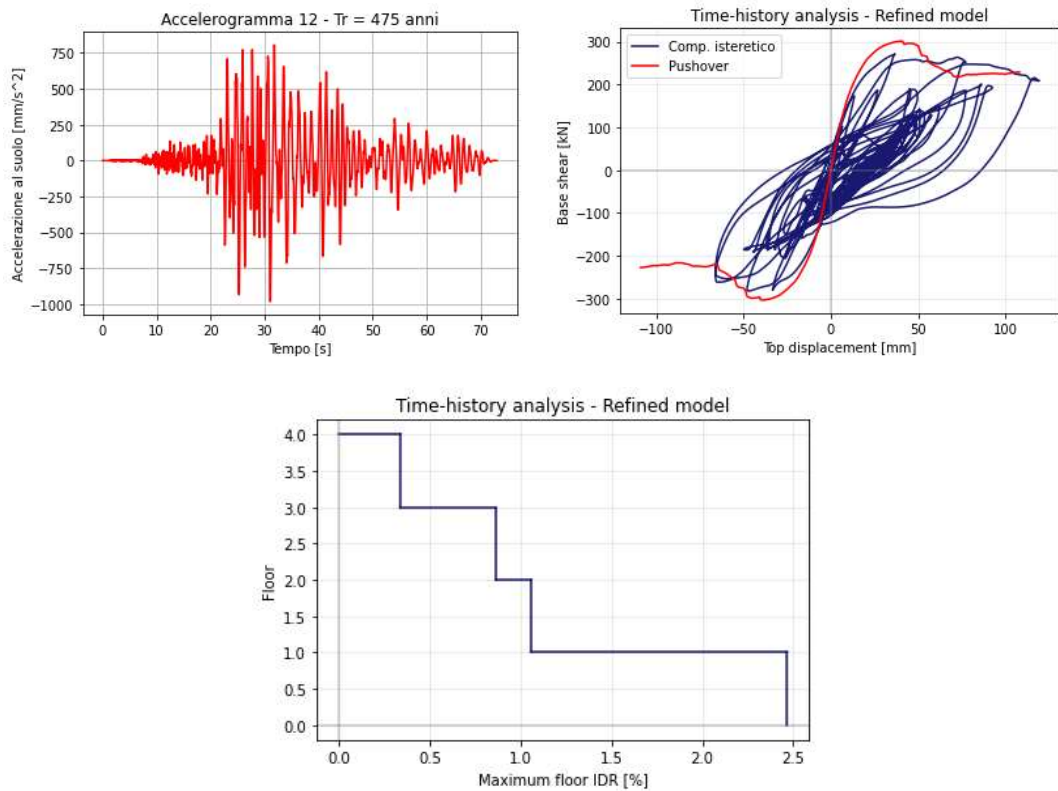 Accelerogramma 12 - Tr = 475 anni
750
500
250
0
−250
−500
−750
−1000
Accelerazione al suolo [mm/s^2]
0 10 20 30 40 50 60 70
Tempo [s]
Time-history analysis - Refined model
Comp. isteretico
Pushover
300
200
100
0
−100
−200
−300
Base shear [kN]
−100 −50 0 50 100
Top displacement [mm]
Time-history analysis - Refined model
4.0
3.5
3.0
2.5
2.0
1.5
1.0
0.5
0.0
Floor
0.0 0.5 1.0 1.5 2.0 2.5
Maximum floor IDR [%]